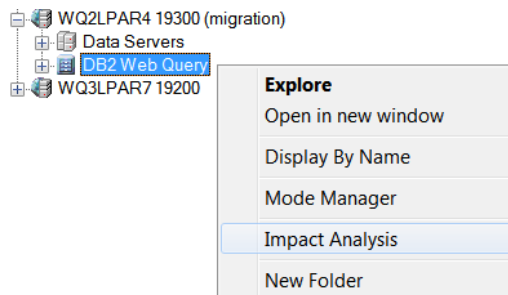 WQ2LPAR4 19300 (migration)
Data Servers
DB2 Web Query
WQ3LPAR7 19200
Explore
Open in new window
Display By Name
Mode Manager
Impact Analysis
New Folder